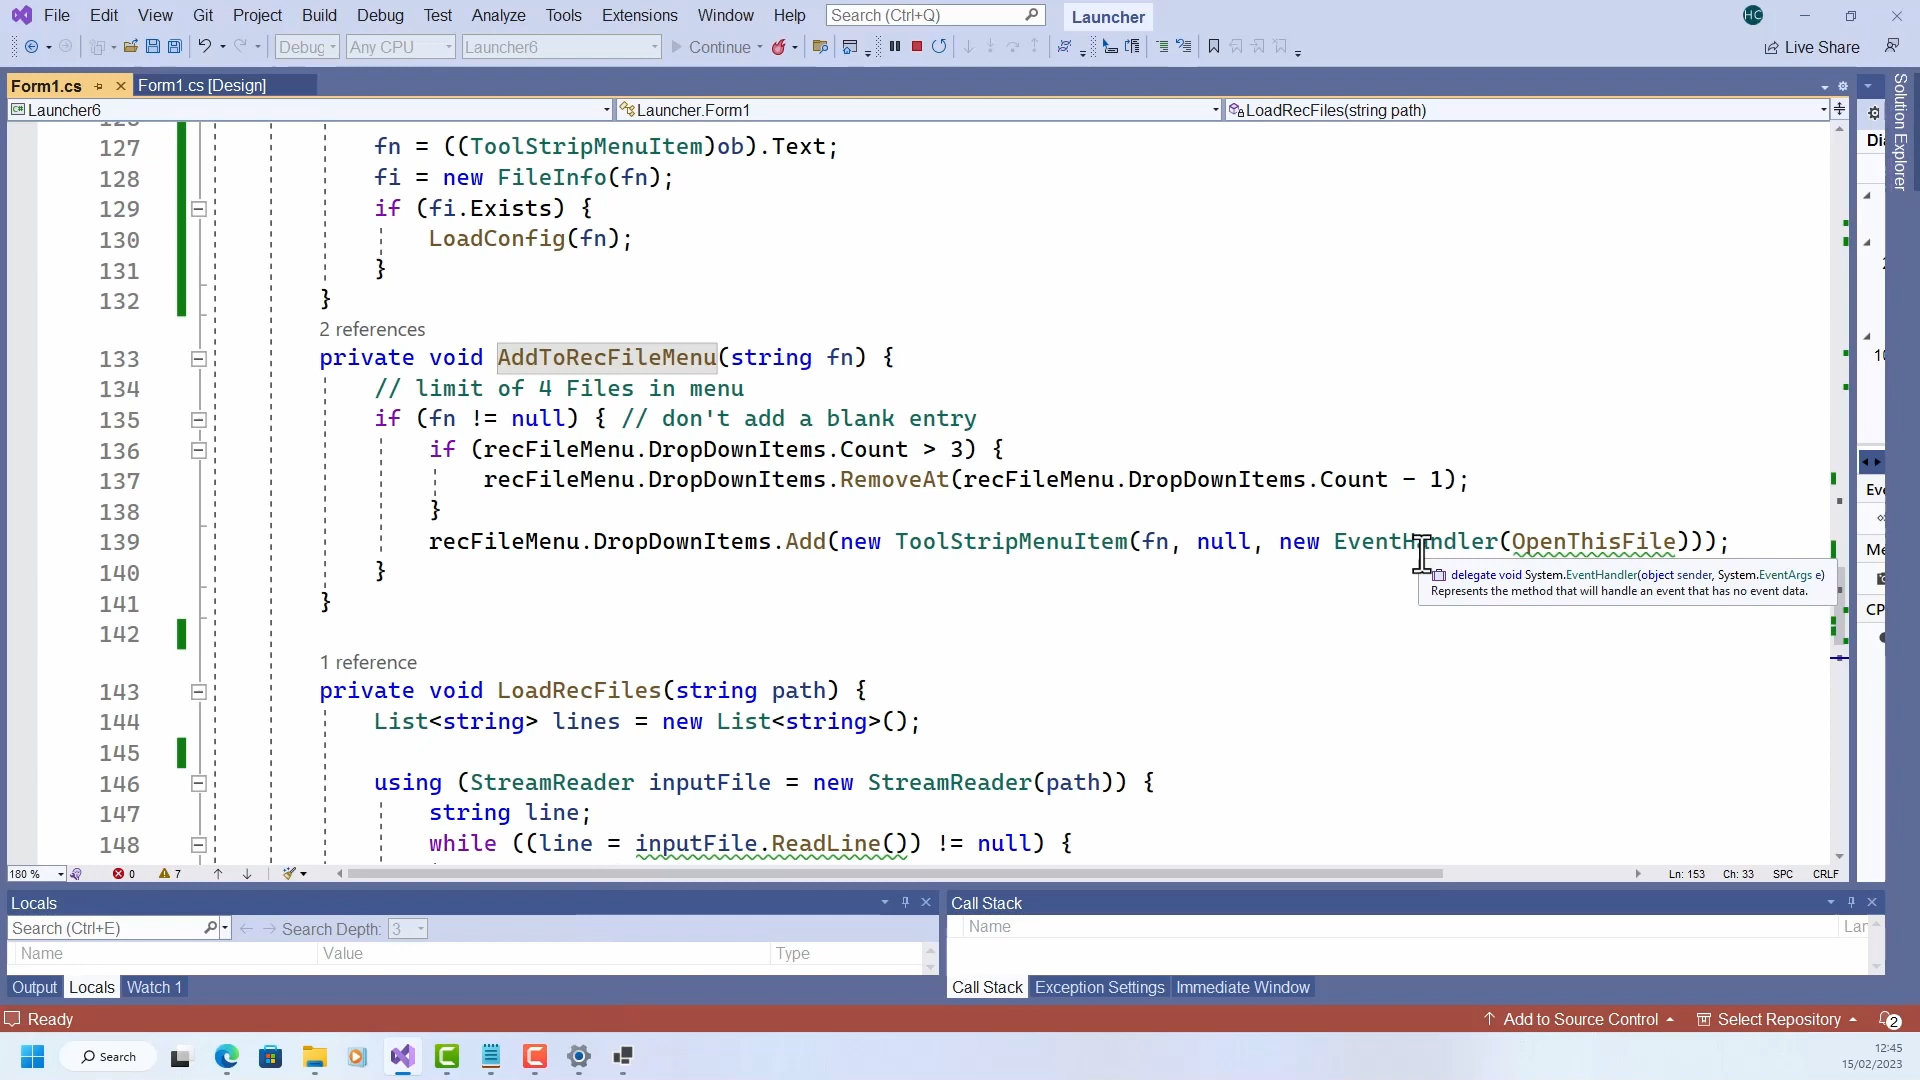 File Edit View Git Project Build Debug Test Analyze Tools Extensions Window Help Search (Ctrl+Q) Launcher HC
Debug Any CPU Launcher6 Continue Live Share
Form1.cs Form1.cs [Design]
Launcher6 Launcher.Form1 LoadRecFiles(string path)
127 fn = ((ToolStripMenuItem)ob).Text;
128 fi = new FileInfo(fn);
129 if (fi.Exists) {
130 LoadConfig(fn);
131 }
132 }
2 references
133 private void AddToRecFileMenu(string fn) {
134 // limit of 4 Files in menu
135 if (fn != null) { // don't add a blank entry
136 if (recFileMenu.DropDownItems.Count > 3) {
137 recFileMenu.DropDownItems.RemoveAt(recFileMenu.DropDownItems.Count - 1);
138 }
139 recFileMenu.DropDownItems.Add(new ToolStripMenuItem(fn, null, new EventHandler(OpenThisFile)));
140 }
delegate void System.EventHandler(object sender, System.EventArgs e)
Represents the method that will handle an event that has no event data.
141 }
142
1 reference
143 private void LoadRecFiles(string path) {
144 List<string> lines = new List<string>();
145
146 using (StreamReader inputFile = new StreamReader(path)) {
147 string line;
148 while ((line = inputFile.ReadLine()) != null) {
180 % 0 7 Ln: 153 Ch: 33 SPC CRLF
Solution Explorer
Locals
Search (Ctrl+E) Search Depth: 3
Name Value Type
Output Locals Watch 1
Call Stack
Name
Call Stack Exception Settings Immediate Window
Ready Add to Source Control Select Repository 2
Search
12:45
15/02/2023